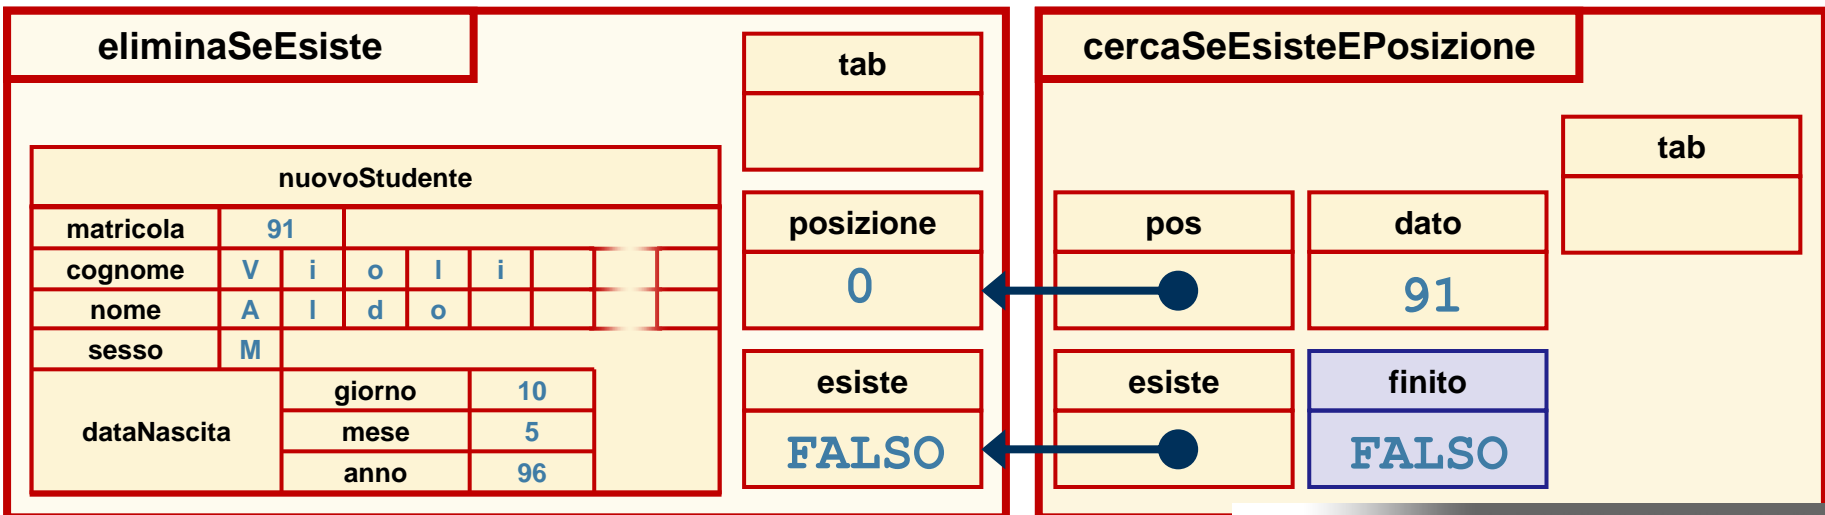 eliminaSeEsiste
tab
nuovoStudente
matricola 91
cognome V i o l i
nome A l d o
sesso M
dataNascita
giorno 10
mese 5
anno 96
posizione
0
esiste
FALSO
cercaSeEsisteEPosizione
tab
pos
dato
91
esiste
finito
FALSO